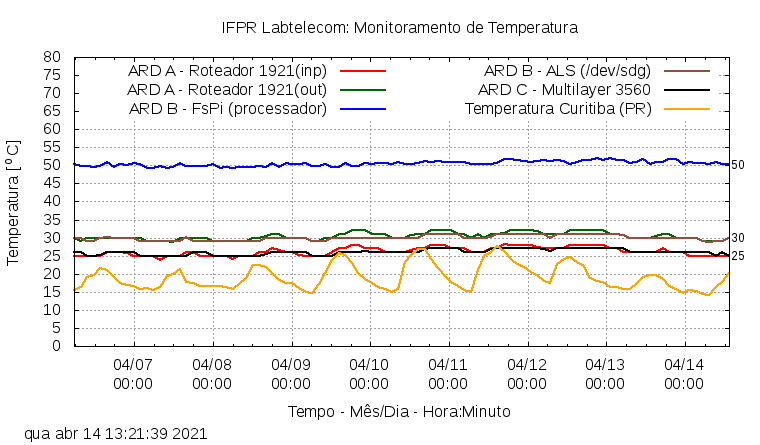 IFPR Labtelecom: Monitoramento de Temperatura
80
75
70
65
60
55
50
45
40
35
30
25
20
15
10
5
0
Temperatura [ºC]
ARD A - Roteador 1921(inp)
ARD A - Roteador 1921(out)
ARD B - FsPi (processador)
ARD B - ALS (/dev/sdg)
ARD C - Multilayer 3560
Temperatura Curitiba (PR)
50
30
25
04/07 04/08 04/09 04/10 04/11 04/12 04/13 04/14
00:00 00:00 00:00 00:00 00:00 00:00 00:00 00:00
Tempo - Mês/Dia - Hora:Minuto
qua abr 14 13:21:39 2021